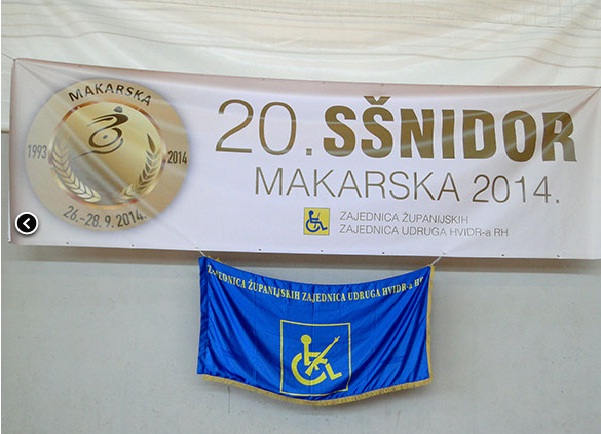 MAKARSKA
1993
2014
26.-28.9.2014.
20. SŠNIDOR
MAKARSKA 2014.
ZAJEDNICA ŽUPANIJSKIH
ZAJEDNICA UDRUGA HVIDR-a RH
ZAJEDNICA ŽUPANIJSKIH ZAJEDNICA UDRUGA HVIDR-a RH